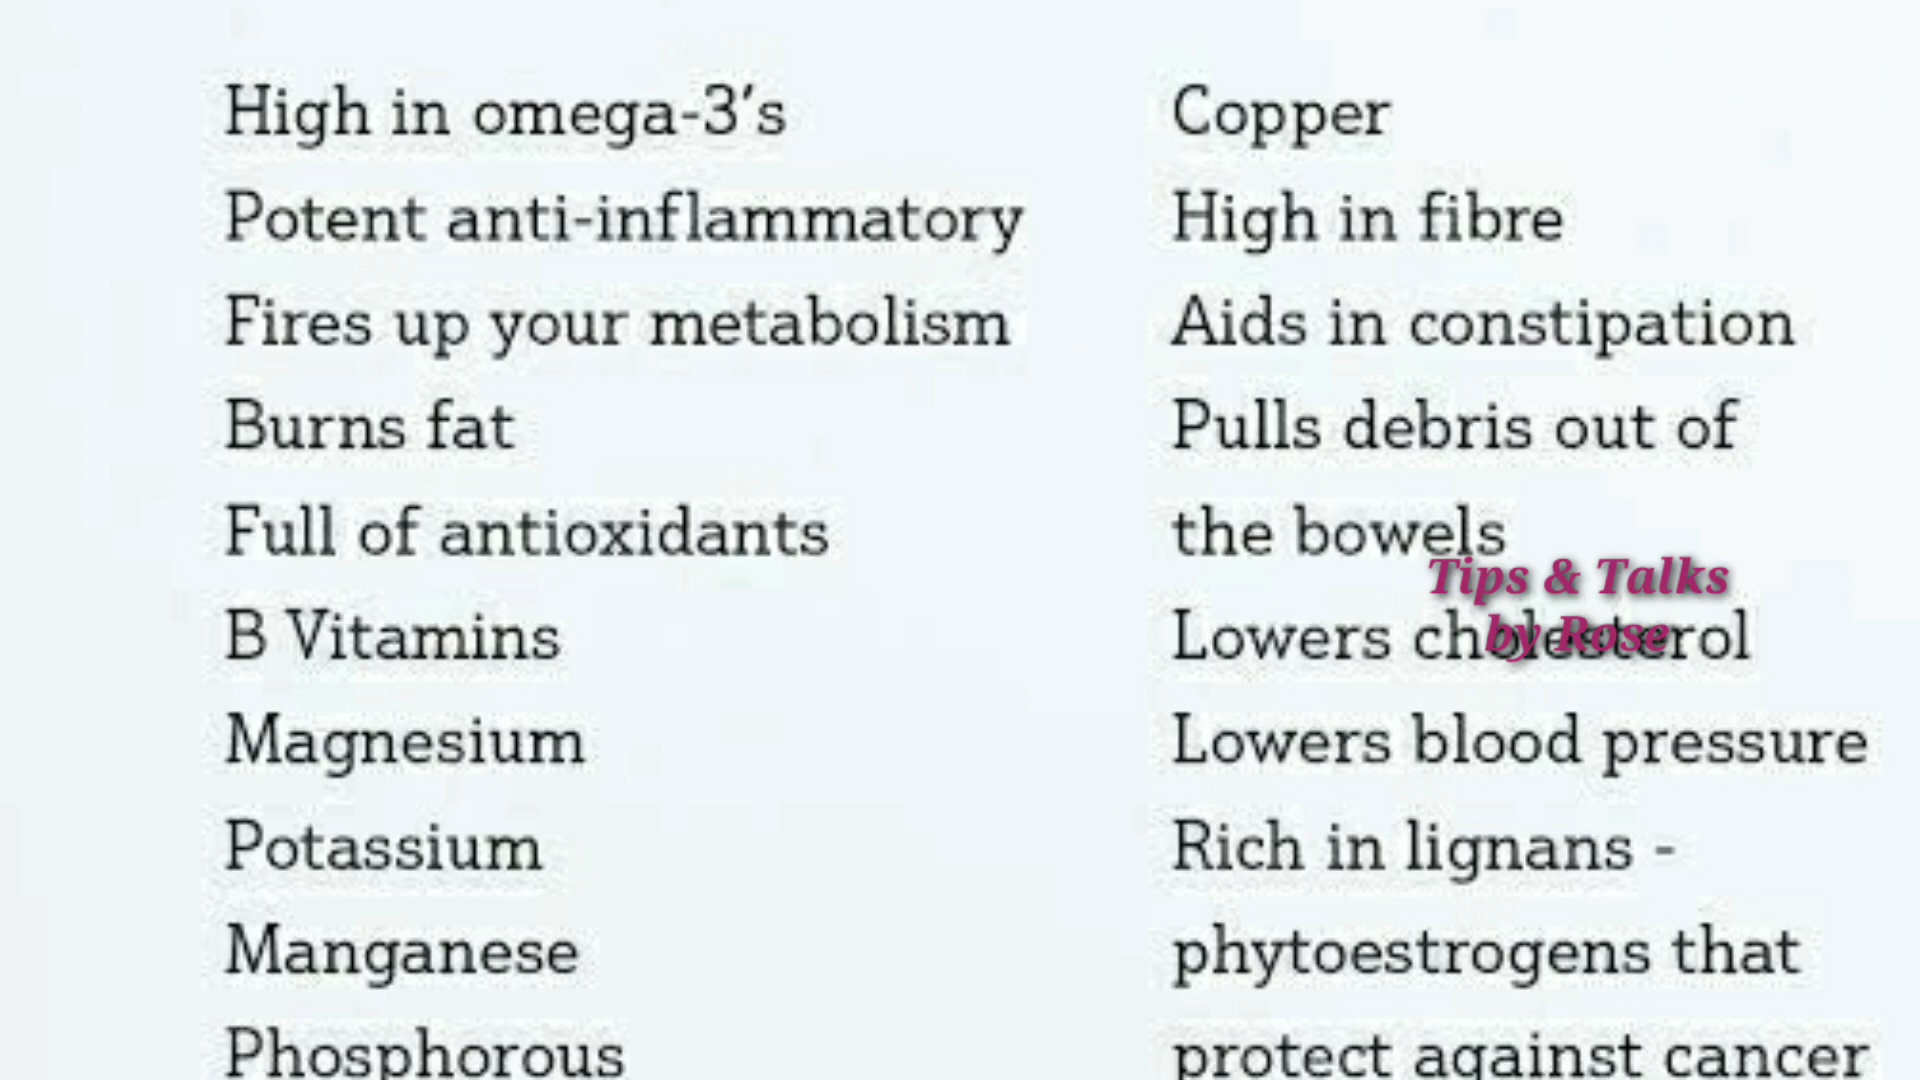 High in omega-3's
Potent anti-inflammatory
Fires up your metabolism
Burns fat
Full of antioxidants
B Vitamins
Magnesium
Potassium
Manganese
Phosphorous
Copper
High in fibre
Aids in constipation
Pulls debris out of
the bowels
Lowers cholesterol
Lowers blood pressure
Rich in lignans -
phytoestrogens that
protect against cancer
Tips & Talks
by Rose